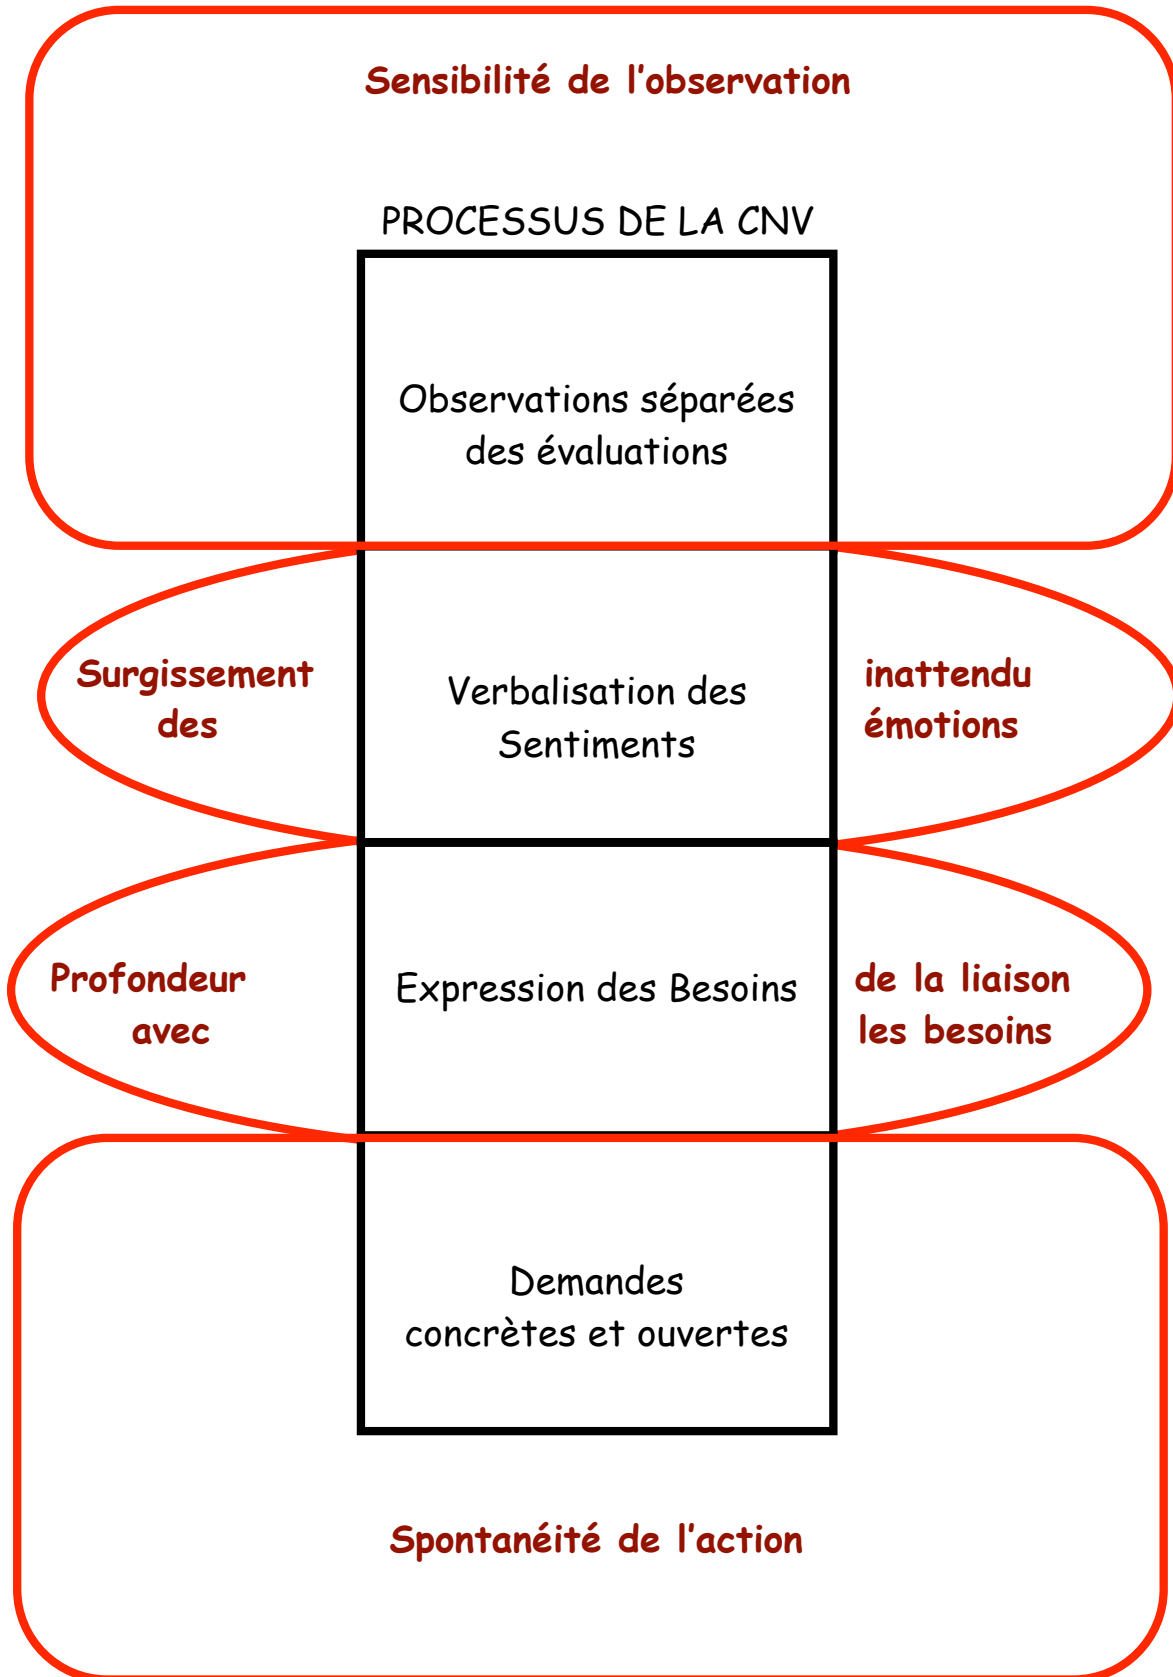 Sensibilité de l'observation
PROCESSUS DE LA CNV
Observations séparées
des évaluations
Surgissement
des
Verbalisation des
Sentiments
inattendu
émotions
Profondeur
avec
Expression des Besoins
de la liaison
les besoins
Demandes
concrètes et ouvertes
Spontanéité de l'action